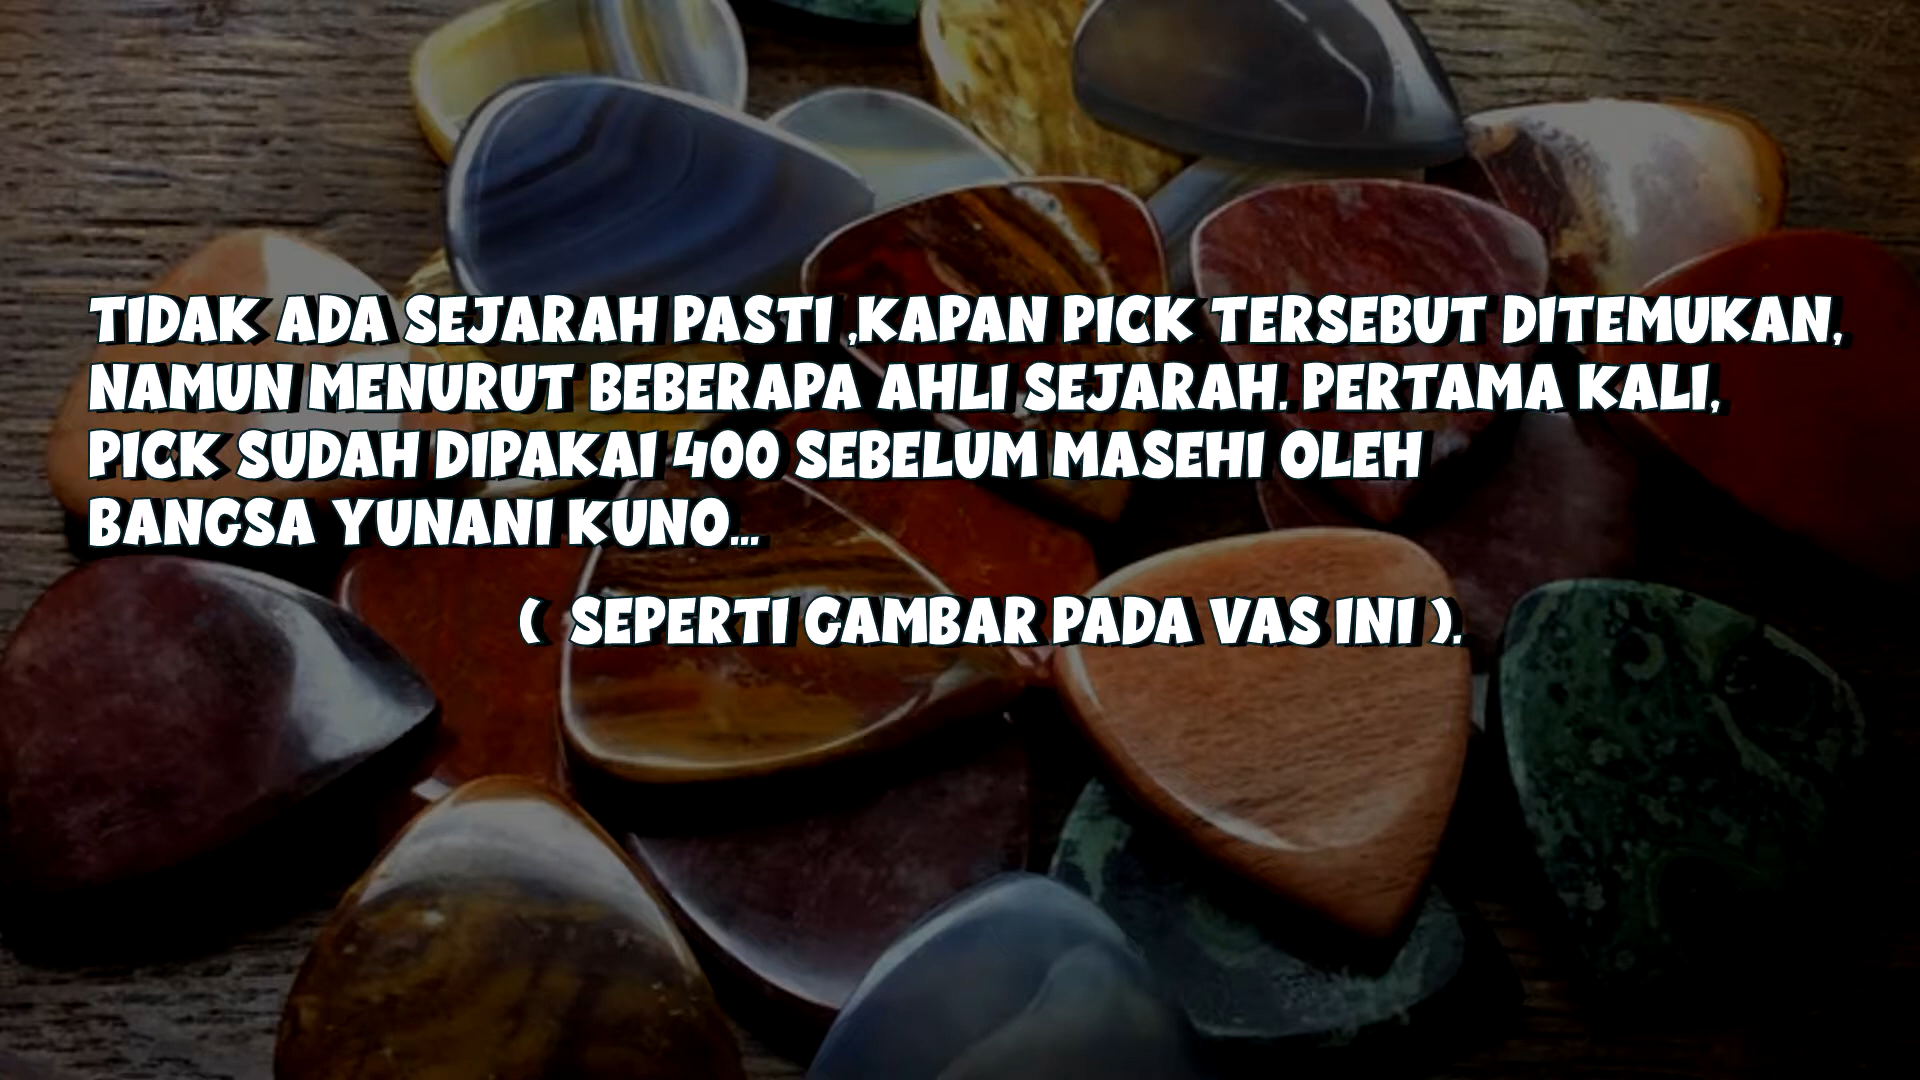 TIDAK ADA SEJARAH PASTI ,KAPAN PICK TERSEBUT DITEMUKAN,
NAMUN MENURUT BEBERAPA AHLI SEJARAH. PERTAMA KALI,
PICK SUDAH DIPAKAI 400 SEBELUM MASEHI OLEH
BANGSA YUNANI KUNO...
( SEPERTI GAMBAR PADA VAS INI ).